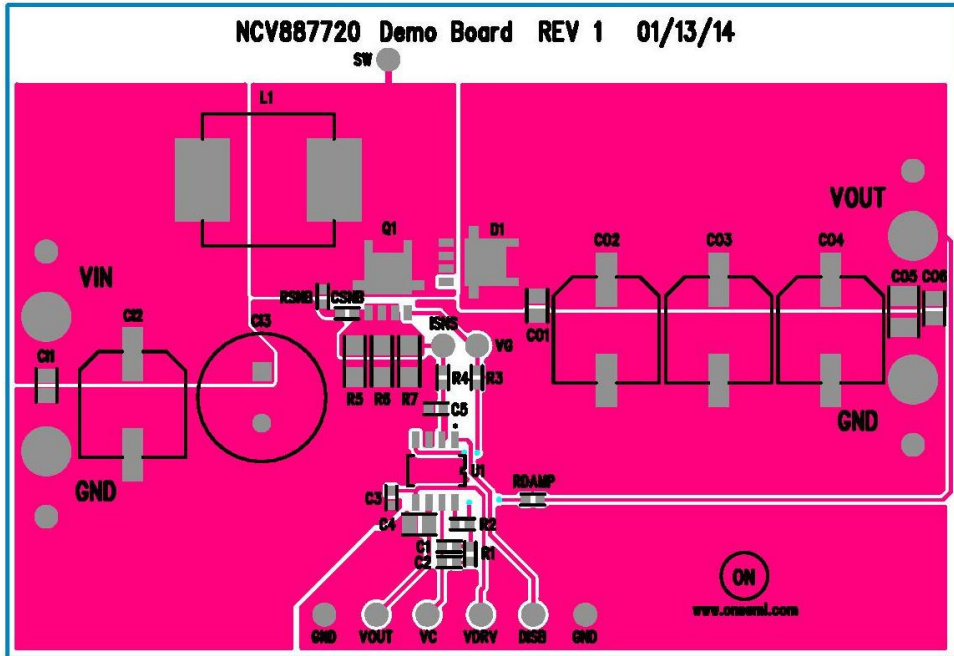 NCV887720 Demo Board REV 1 01/13/14
SW
L1
VOUT
Q1
D1
CO2
CO3
CO4
VIN
CO5
CO6
RSNB
CSNB
CI2
CI3
ISNS
VG
CO1
CI1
R4
R3
R5
R6
R7
C5
GND
U1
GND
RDAMP
C3
C4
R2
C1
R1
C2
ON
www.onsemi.com
GND
VOUT
VC
VDRV
DISB
GND